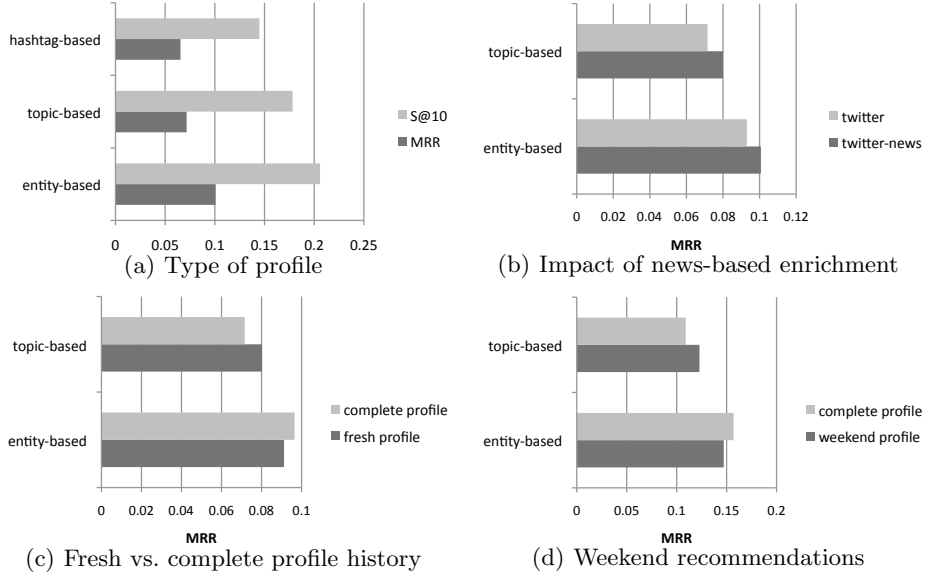 hashtag-based
topic-based
entity-based
S@10
MRR
0 0.05 0.1 0.15 0.2 0.25
(a) Type of profile
topic-based
entity-based
twitter
twitter-news
0 0.02 0.04 0.06 0.08 0.1 0.12
MRR
(b) Impact of news-based enrichment
topic-based
entity-based
complete profile
fresh profile
0 0.02 0.04 0.06 0.08 0.1
MRR
(c) Fresh vs. complete profile history
topic-based
entity-based
complete profile
weekend profile
0 0.05 0.1 0.15 0.2
MRR
(d) Weekend recommendations